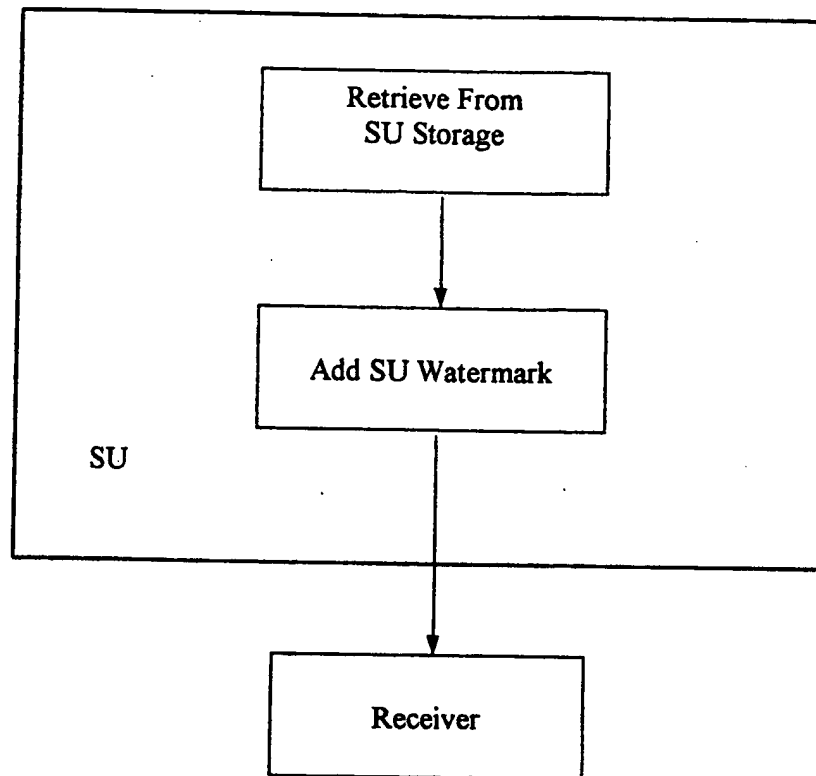 Retrieve From
SU Storage
Add SU Watermark
SU
Receiver